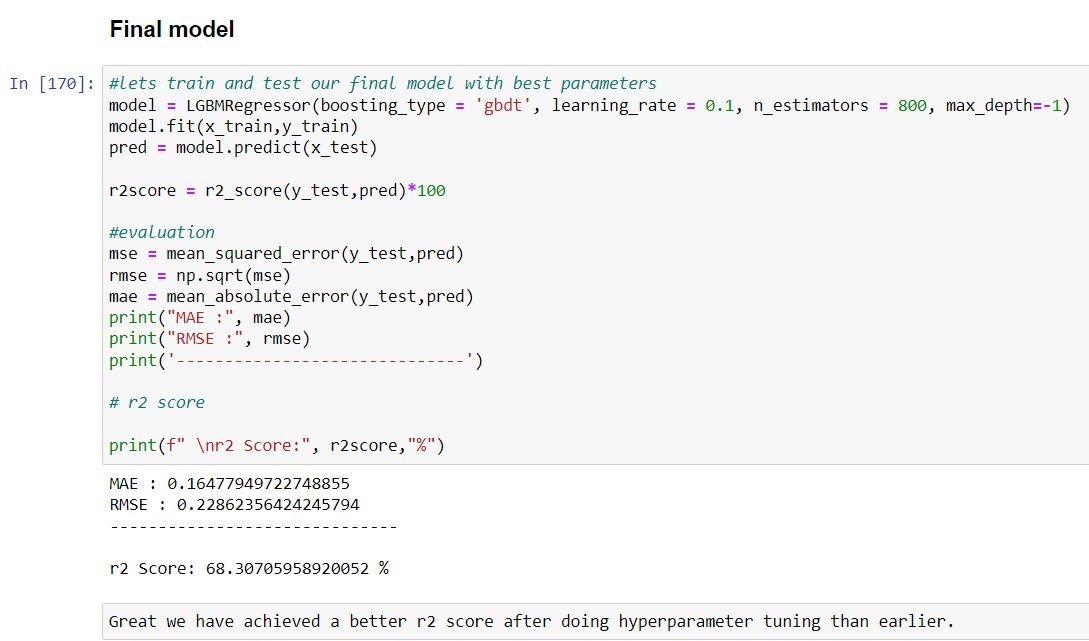 Final model
In [170]:
#lets train and test our final model with best parameters
model = LGBMRegressor(boosting_type = 'gbdt', learning_rate = 0.1, n_estimators = 800, max_depth=-1)
model.fit(x_train,y_train)
pred = model.predict(x_test)
r2score = r2_score(y_test,pred)*100
#evaluation
mse = mean_squared_error(y_test,pred)
rmse = np.sqrt(mse)
mae = mean_absolute_error(y_test,pred)
print("MAE :", mae)
print("RMSE :", rmse)
print('------------------------------')
# r2 score
print(f" \nr2 Score:", r2score,"%")
MAE : 0.16477949722748855
RMSE : 0.22862356424245794
------------------------------
r2 Score: 68.30705958920052 %
Great we have achieved a better r2 score after doing hyperparameter tuning than earlier.